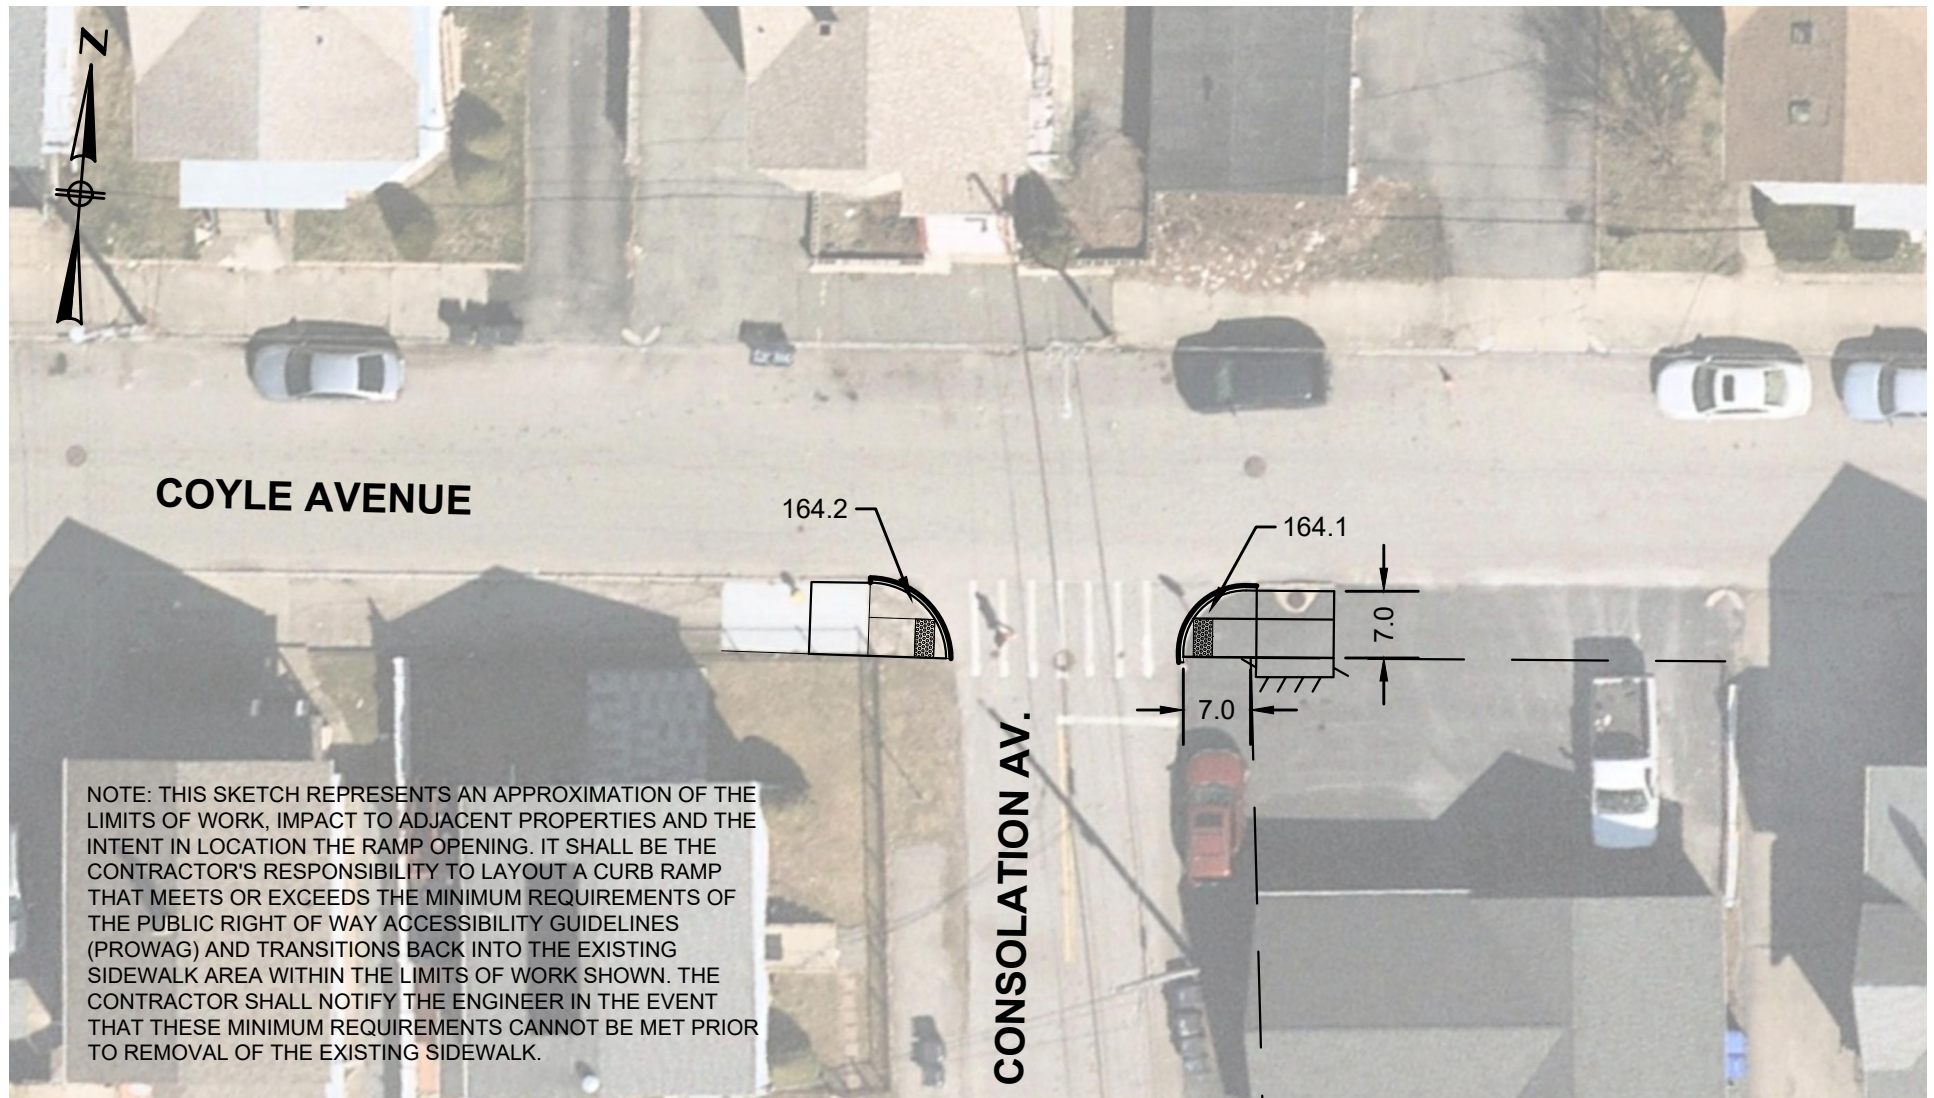 N
COYLE AVENUE
164.2
164.1
7.0
7.0
CONSOLATION AV.
NOTE: THIS SKETCH REPRESENTS AN APPROXIMATION OF THE
LIMITS OF WORK, IMPACT TO ADJACENT PROPERTIES AND THE
INTENT IN LOCATION THE RAMP OPENING. IT SHALL BE THE
CONTRACTOR'S RESPONSIBILITY TO LAYOUT A CURB RAMP
THAT MEETS OR EXCEEDS THE MINIMUM REQUIREMENTS OF
THE PUBLIC RIGHT OF WAY ACCESSIBILITY GUIDELINES
(PROWAG) AND TRANSITIONS BACK INTO THE EXISTING
SIDEWALK AREA WITHIN THE LIMITS OF WORK SHOWN. THE
CONTRACTOR SHALL NOTIFY THE ENGINEER IN THE EVENT
THAT THESE MINIMUM REQUIREMENTS CANNOT BE MET PRIOR
TO REMOVAL OF THE EXISTING SIDEWALK.